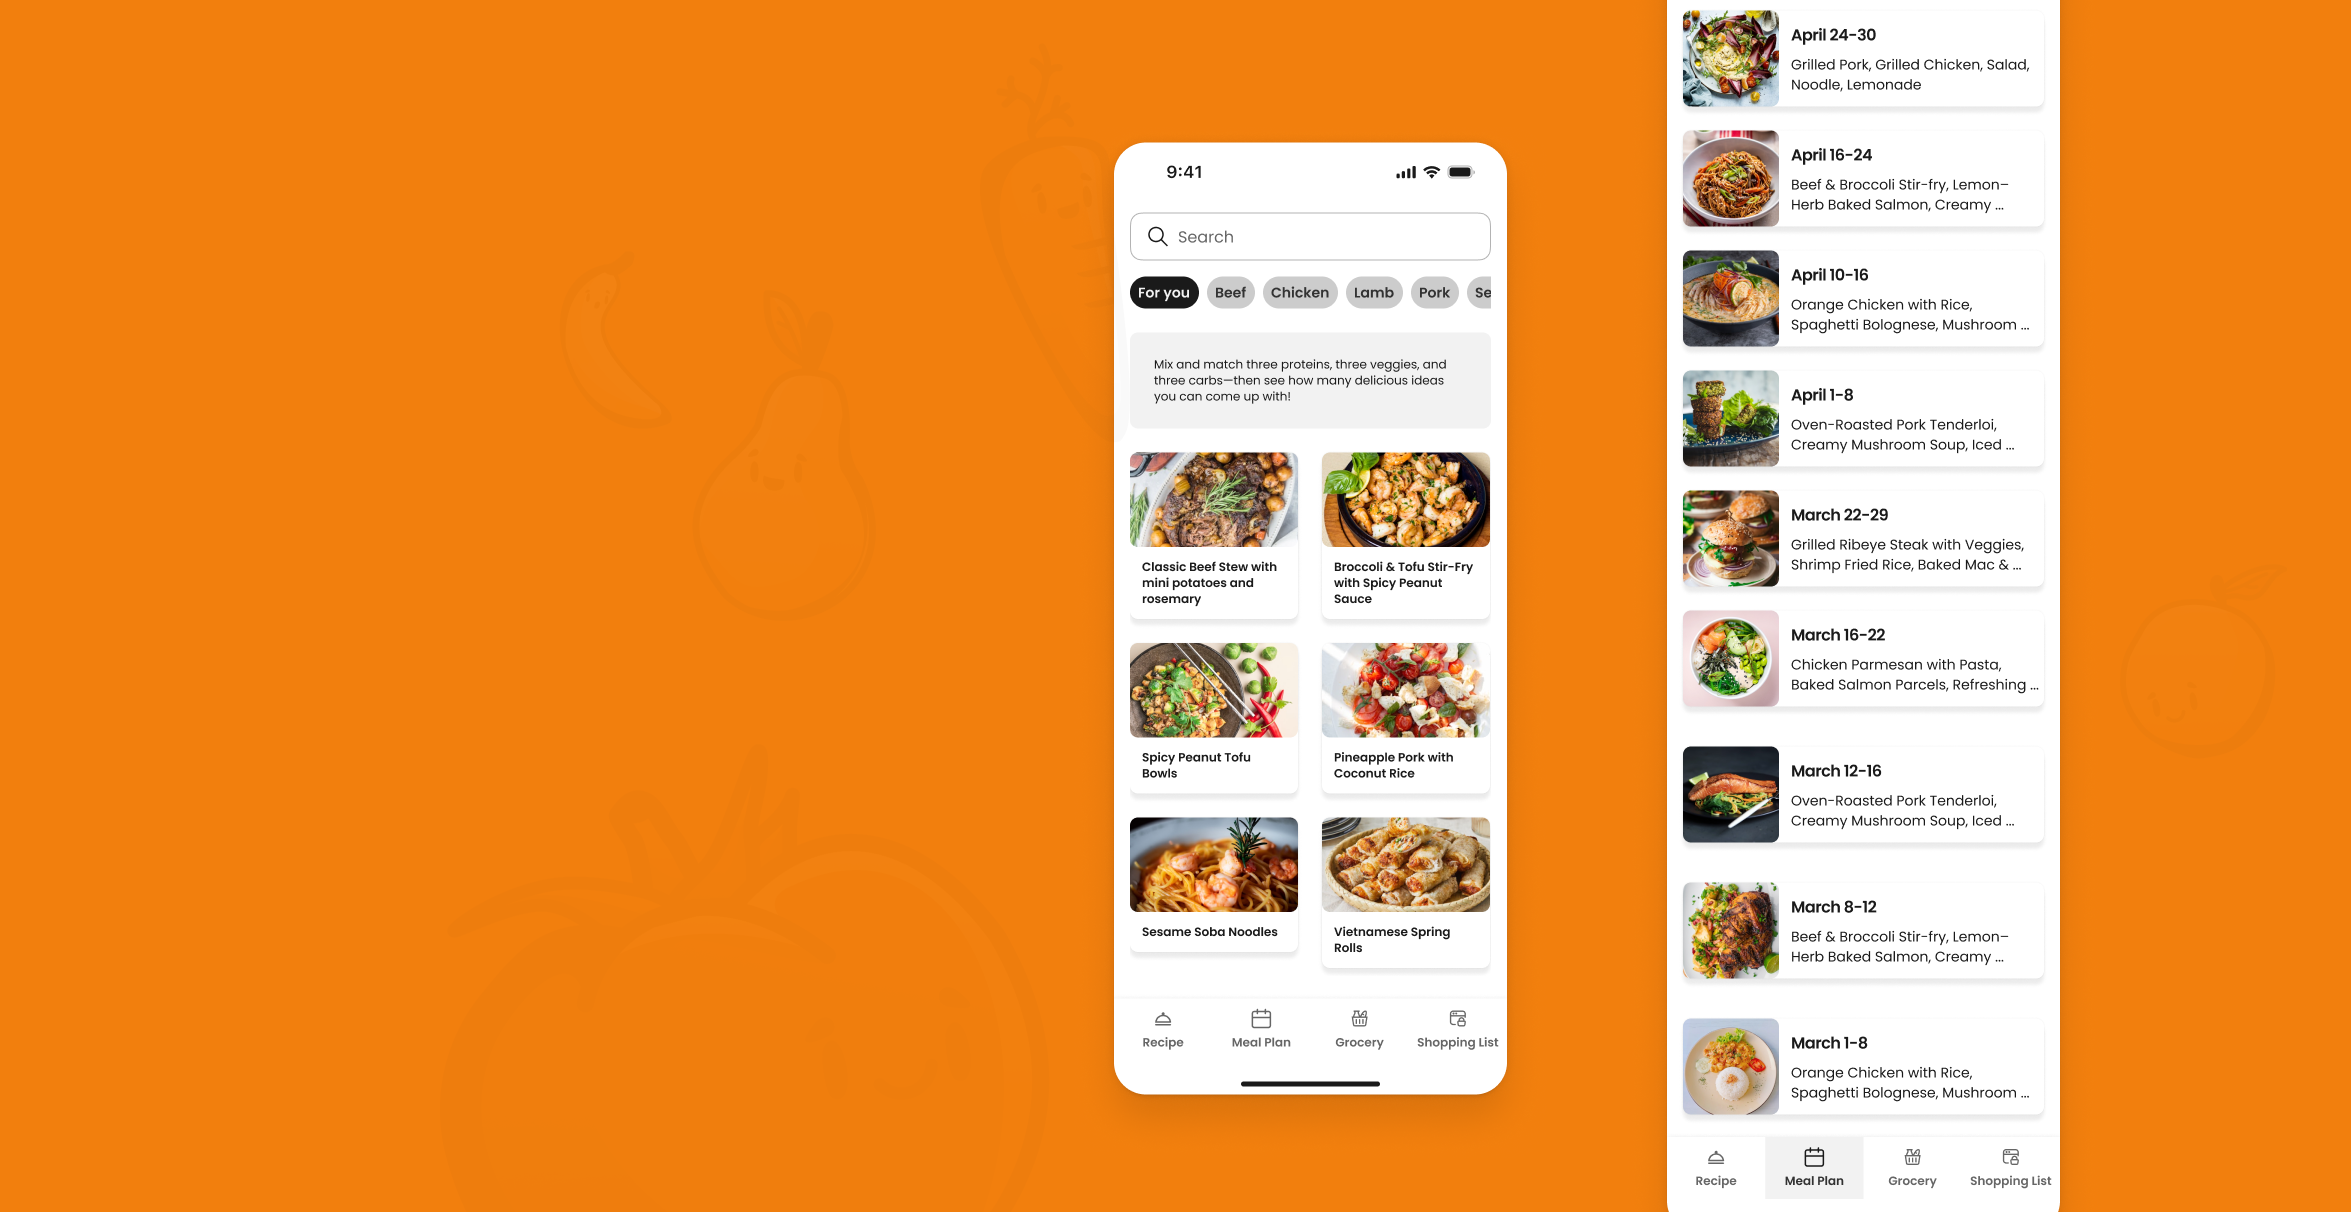 9:41
Search
For you
Beef
Chicken
Lamb
Pork
Se
Mix and match three proteins, three veggies, and
three carbs—then see how many delicious ideas
you can come up with!
Classic Beef Stew with
mini potatoes and
rosemary
Broccoli & Tofu Stir-Fry
with Spicy Peanut
Sauce
Spicy Peanut Tofu
Bowls
Pineapple Pork with
Coconut Rice
Sesame Soba Noodles
Vietnamese Spring
Rolls
Recipe
Meal Plan
Grocery
Shopping List
April 24-30
Grilled Pork, Grilled Chicken, Salad,
Noodle, Lemonade
April 16-24
Beef & Broccoli Stir-fry, Lemon–
Herb Baked Salmon, Creamy ...
April 10-16
Orange Chicken with Rice,
Spaghetti Bolognese, Mushroom ...
April 1-8
Oven-Roasted Pork Tenderloi,
Creamy Mushroom Soup, Iced ...
March 22-29
Grilled Ribeye Steak with Veggies,
Shrimp Fried Rice, Baked Mac & ...
March 16-22
Chicken Parmesan with Pasta,
Baked Salmon Parcels, Refreshing ...
March 12-16
Oven-Roasted Pork Tenderloi,
Creamy Mushroom Soup, Iced ...
March 8-12
Beef & Broccoli Stir-fry, Lemon–
Herb Baked Salmon, Creamy ...
March 1-8
Orange Chicken with Rice,
Spaghetti Bolognese, Mushroom ...
Recipe
Meal Plan
Grocery
Shopping List